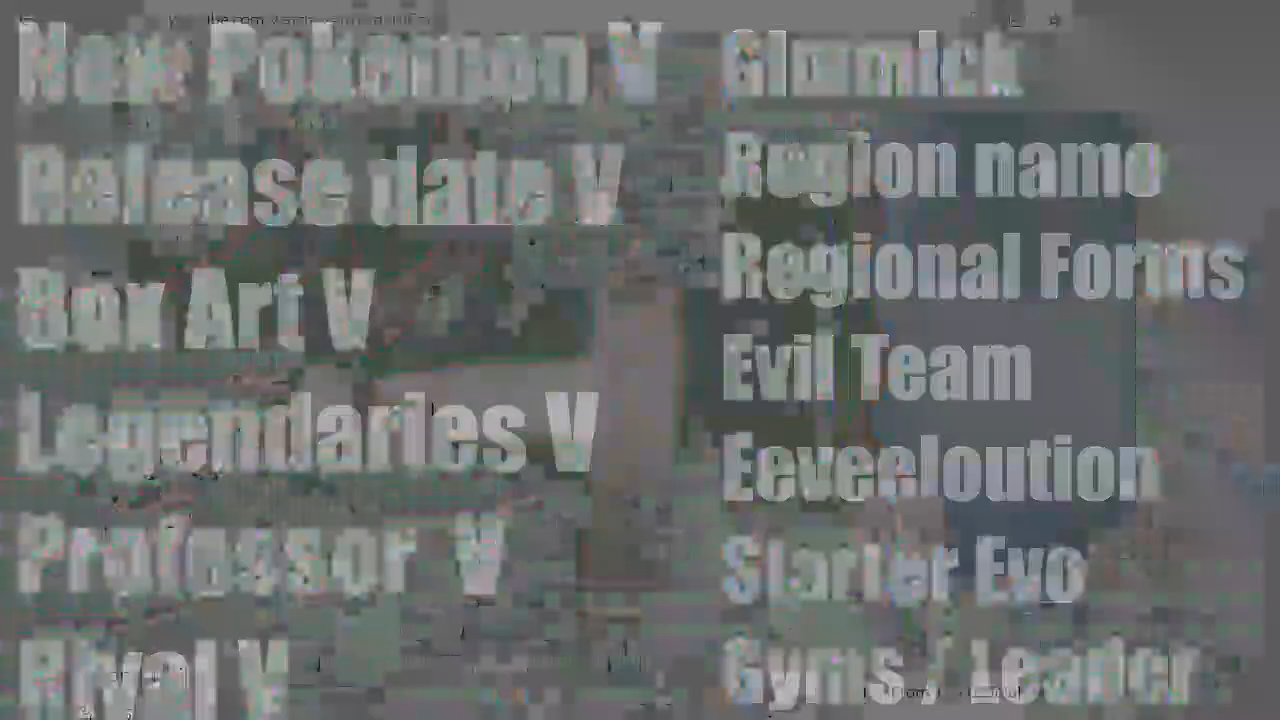 New Pokemon V
Release date V
Box Art V
Legendaries V
Professor V
Rival V
Gimmick
Region name
Regional Forms
Evil Team
Eeveeloution
Starter Evo
Gyms / Leader